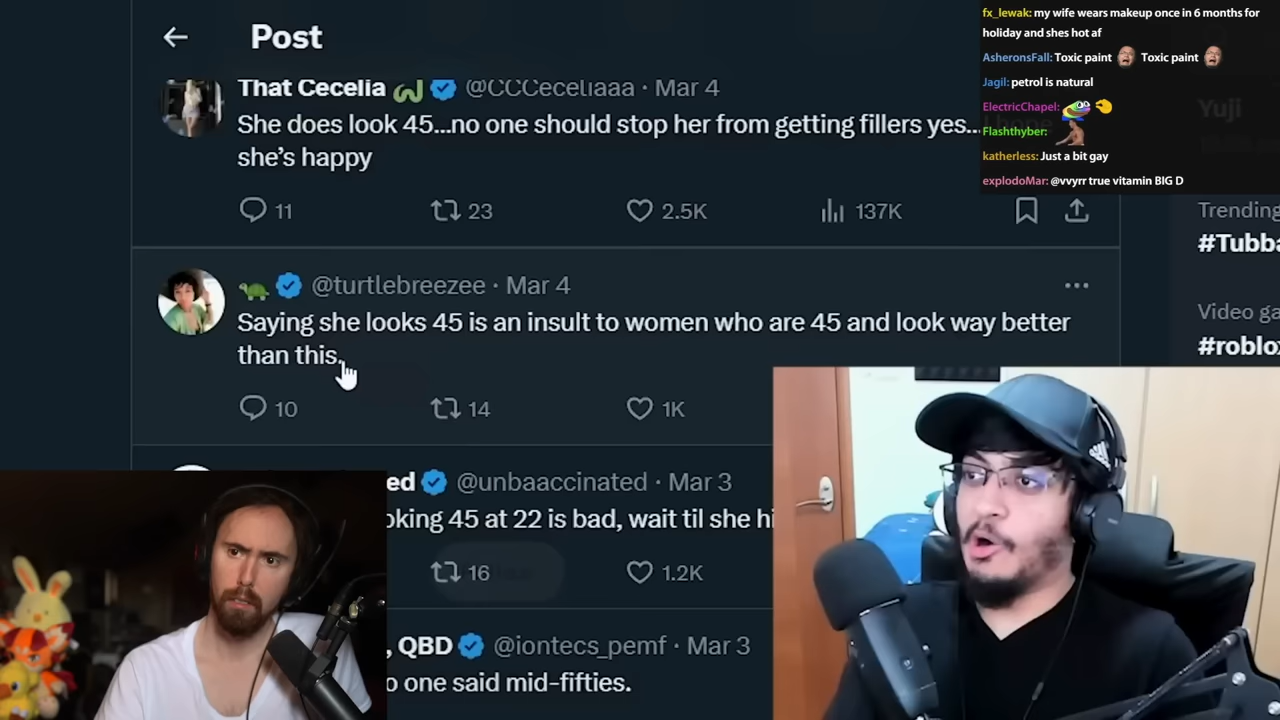 Post
fx_lewak: my wife wears makeup once in 6 months for
holiday and shes hot af
AsheronsFall: Toxic paint Toxic paint
Jagil: petrol is natural
ElectricChapel:
Flashthyber:
katherless: Just a bit gay
explodoMar: @vvyrr true vitamin BIG D
That Cecelia @CCCeceliaaa · Mar 4
She does look 45...no one should stop her from getting fillers yes...
she's happy
11 23 2.5K 137K
@turtlebreezee · Mar 4
Saying she looks 45 is an insult to women who are 45 and look way better
than this.
10 14 1K
ed @unbaaccinated · Mar 3
oking 45 at 22 is bad, wait til she hi
16 1.2K
, QBD @iontecs_pemf · Mar 3
o one said mid-fifties.
Yuji
Trending
#Tubba
Video ga
#roblox